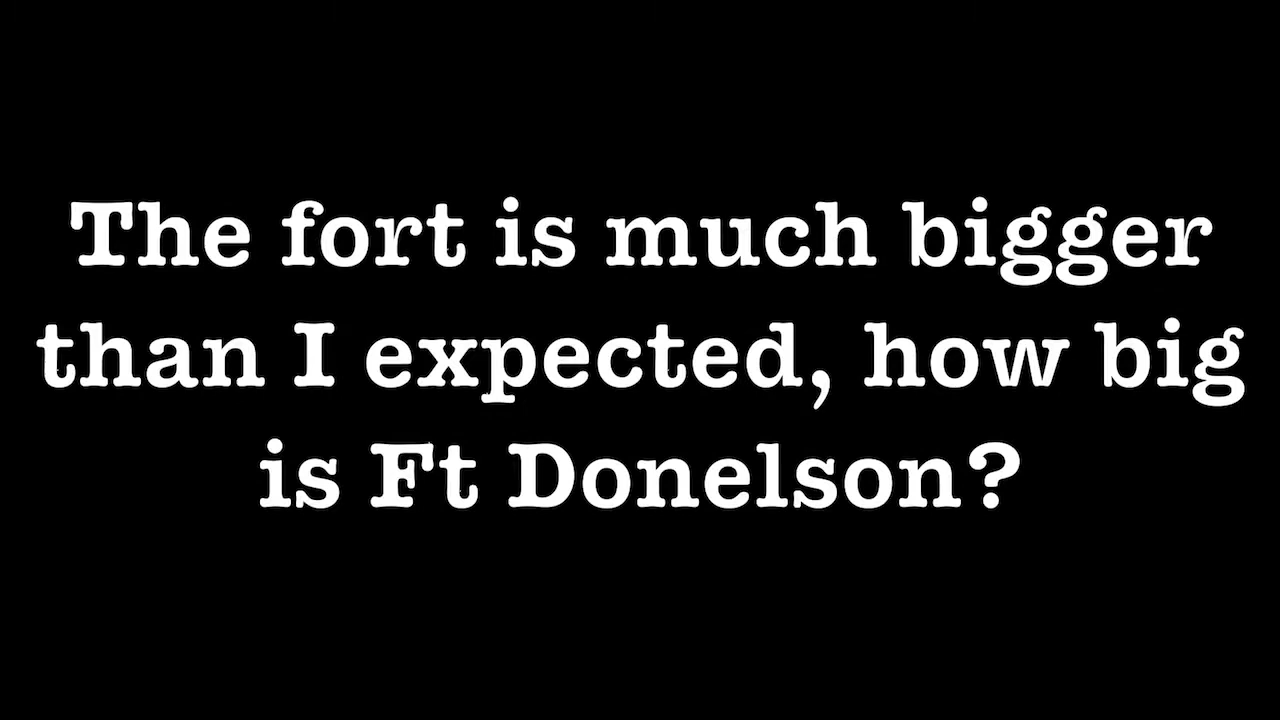 The fort is much bigger
than I expected, how big
is Ft Donelson?